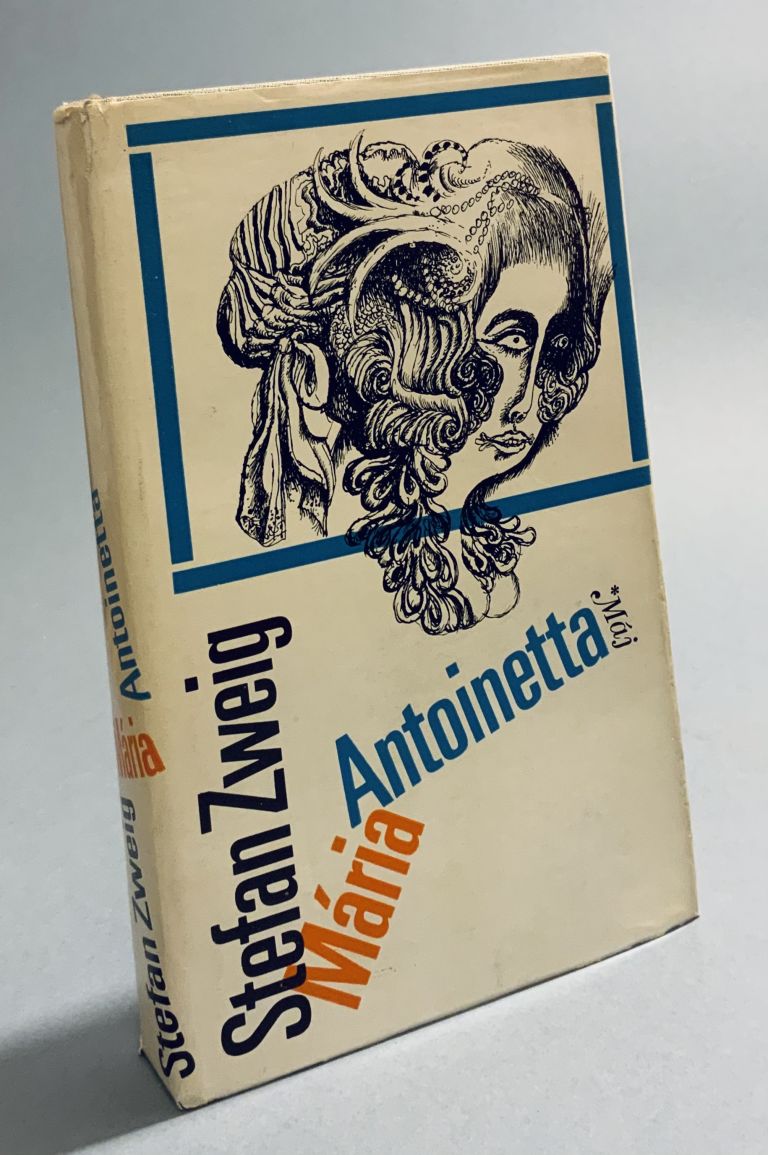 Stefan Zweig
Mária
Antoinetta
*Máj
Stefan Zweig
Mária
Antoinetta